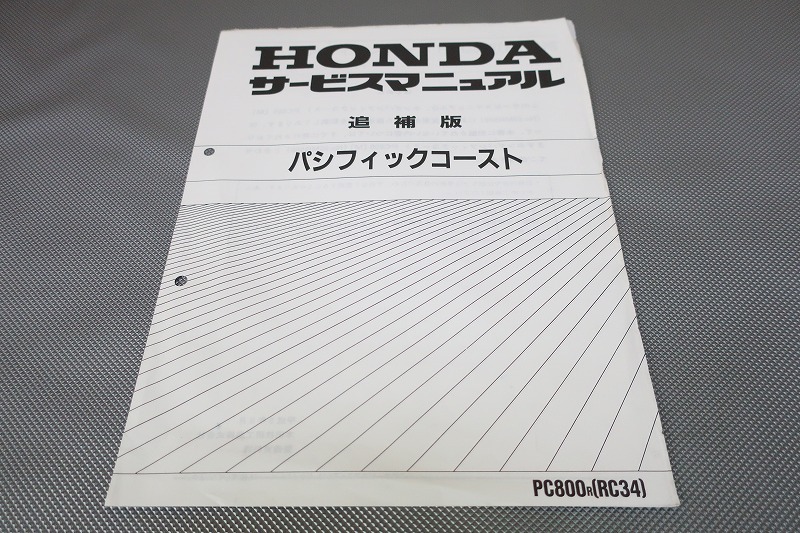 HONDA
サービスマニュアル
追補版
パシフィックコースト
PC800R(RC34)